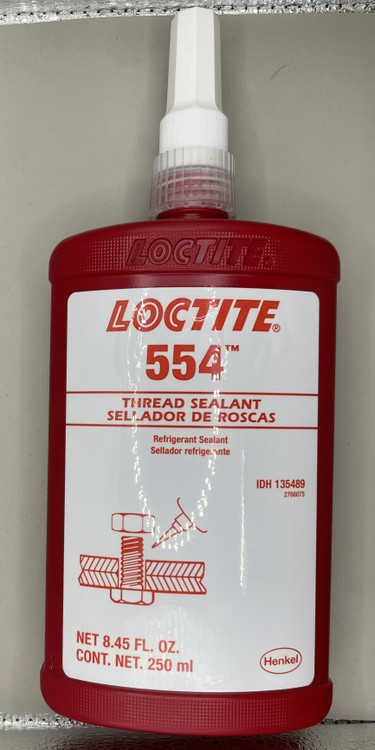 LOCTITE®
LOCTITE®
554™
THREAD SEALANT
SELLADOR DE ROSCAS
Refrigerant Sealant
Sellador refrigerante
IDH 135489
2766075
NET 8.45 FL. OZ.
CONT. NET. 250 ml
Henkel